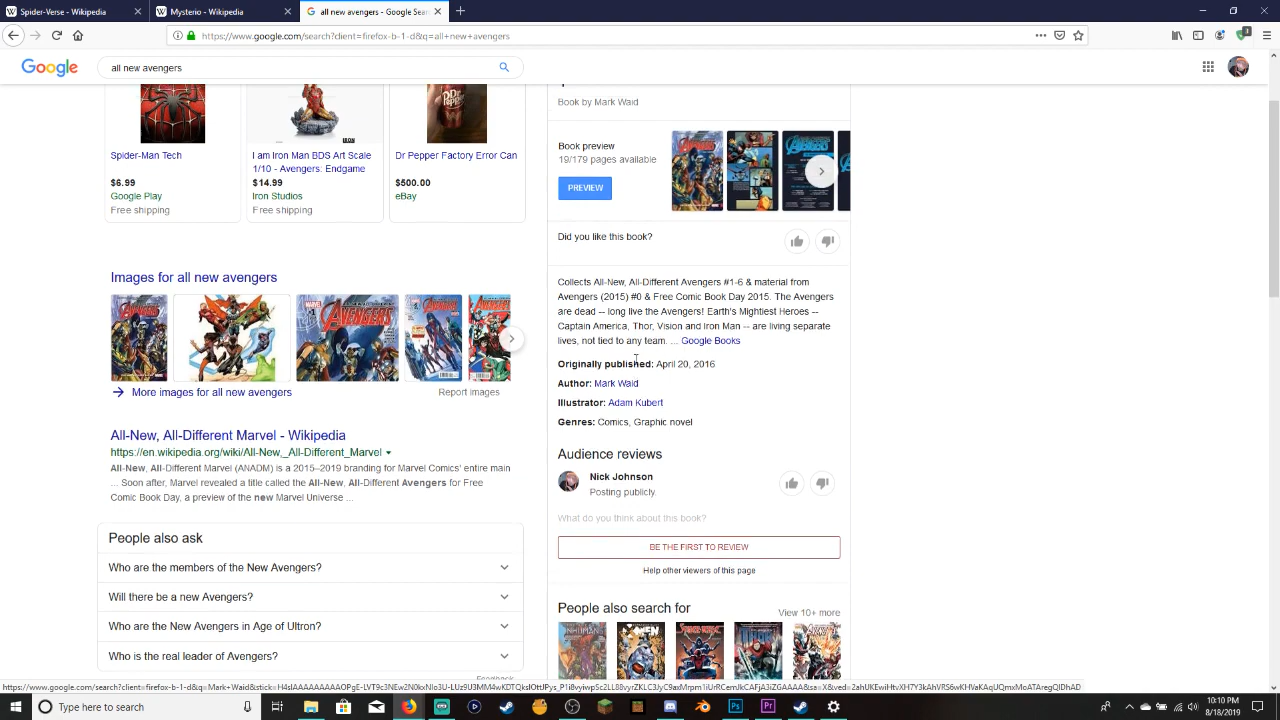 Spider-Verse - Wikipedia
Mysterio - Wikipedia
all new avengers - Google Sear
https://www.google.com/search?client=firefox-b-1-d&q=all+new+avengers
Google
all new avengers
Spider-Man Tech
$6.99
Google Play
Free shipping
I am Iron Man BDS Art Scale
1/10 - Avengers: Endgame
$14.99
Iron Studios
Free shipping
Dr Pepper Factory Error Can
$500.00
eBay
Book by Mark Waid
Book preview
19/179 pages available
PREVIEW
Did you like this book?
Collects All-New, All-Different Avengers #1-6 & material from
Avengers (2015) #0 & Free Comic Book Day 2015. The Avengers
are dead -- long live the Avengers! Earth's Mightiest Heroes --
Captain America, Thor, Vision and Iron Man -- are living separate
lives, not tied to any team. ... Google Books
Originally published: April 20, 2016
Author: Mark Waid
Illustrator: Adam Kubert
Genres: Comics, Graphic novel
Images for all new avengers
More images for all new avengers
Report images
All-New, All-Different Marvel - Wikipedia
https://en.wikipedia.org/wiki/All-New,_All-Different_Marvel
All-New, All-Different Marvel (ANADM) is a 2015–2019 branding for Marvel Comics' entire main
... Soon after, Marvel revealed a title called the All-New, All-Different Avengers for Free
Comic Book Day, a preview of the new Marvel Universe ...
People also ask
Who are the members of the New Avengers?
Will there be a new Avengers?
Who are the New Avengers in Age of Ultron?
Who is the real leader of Avengers?
Feedback
Audience reviews
Nick Johnson
Posting publicly
What do you think about this book?
BE THE FIRST TO REVIEW
Help other viewers of this page
People also search for
View 10+ more
Type here to search
10:10 PM
8/18/2019